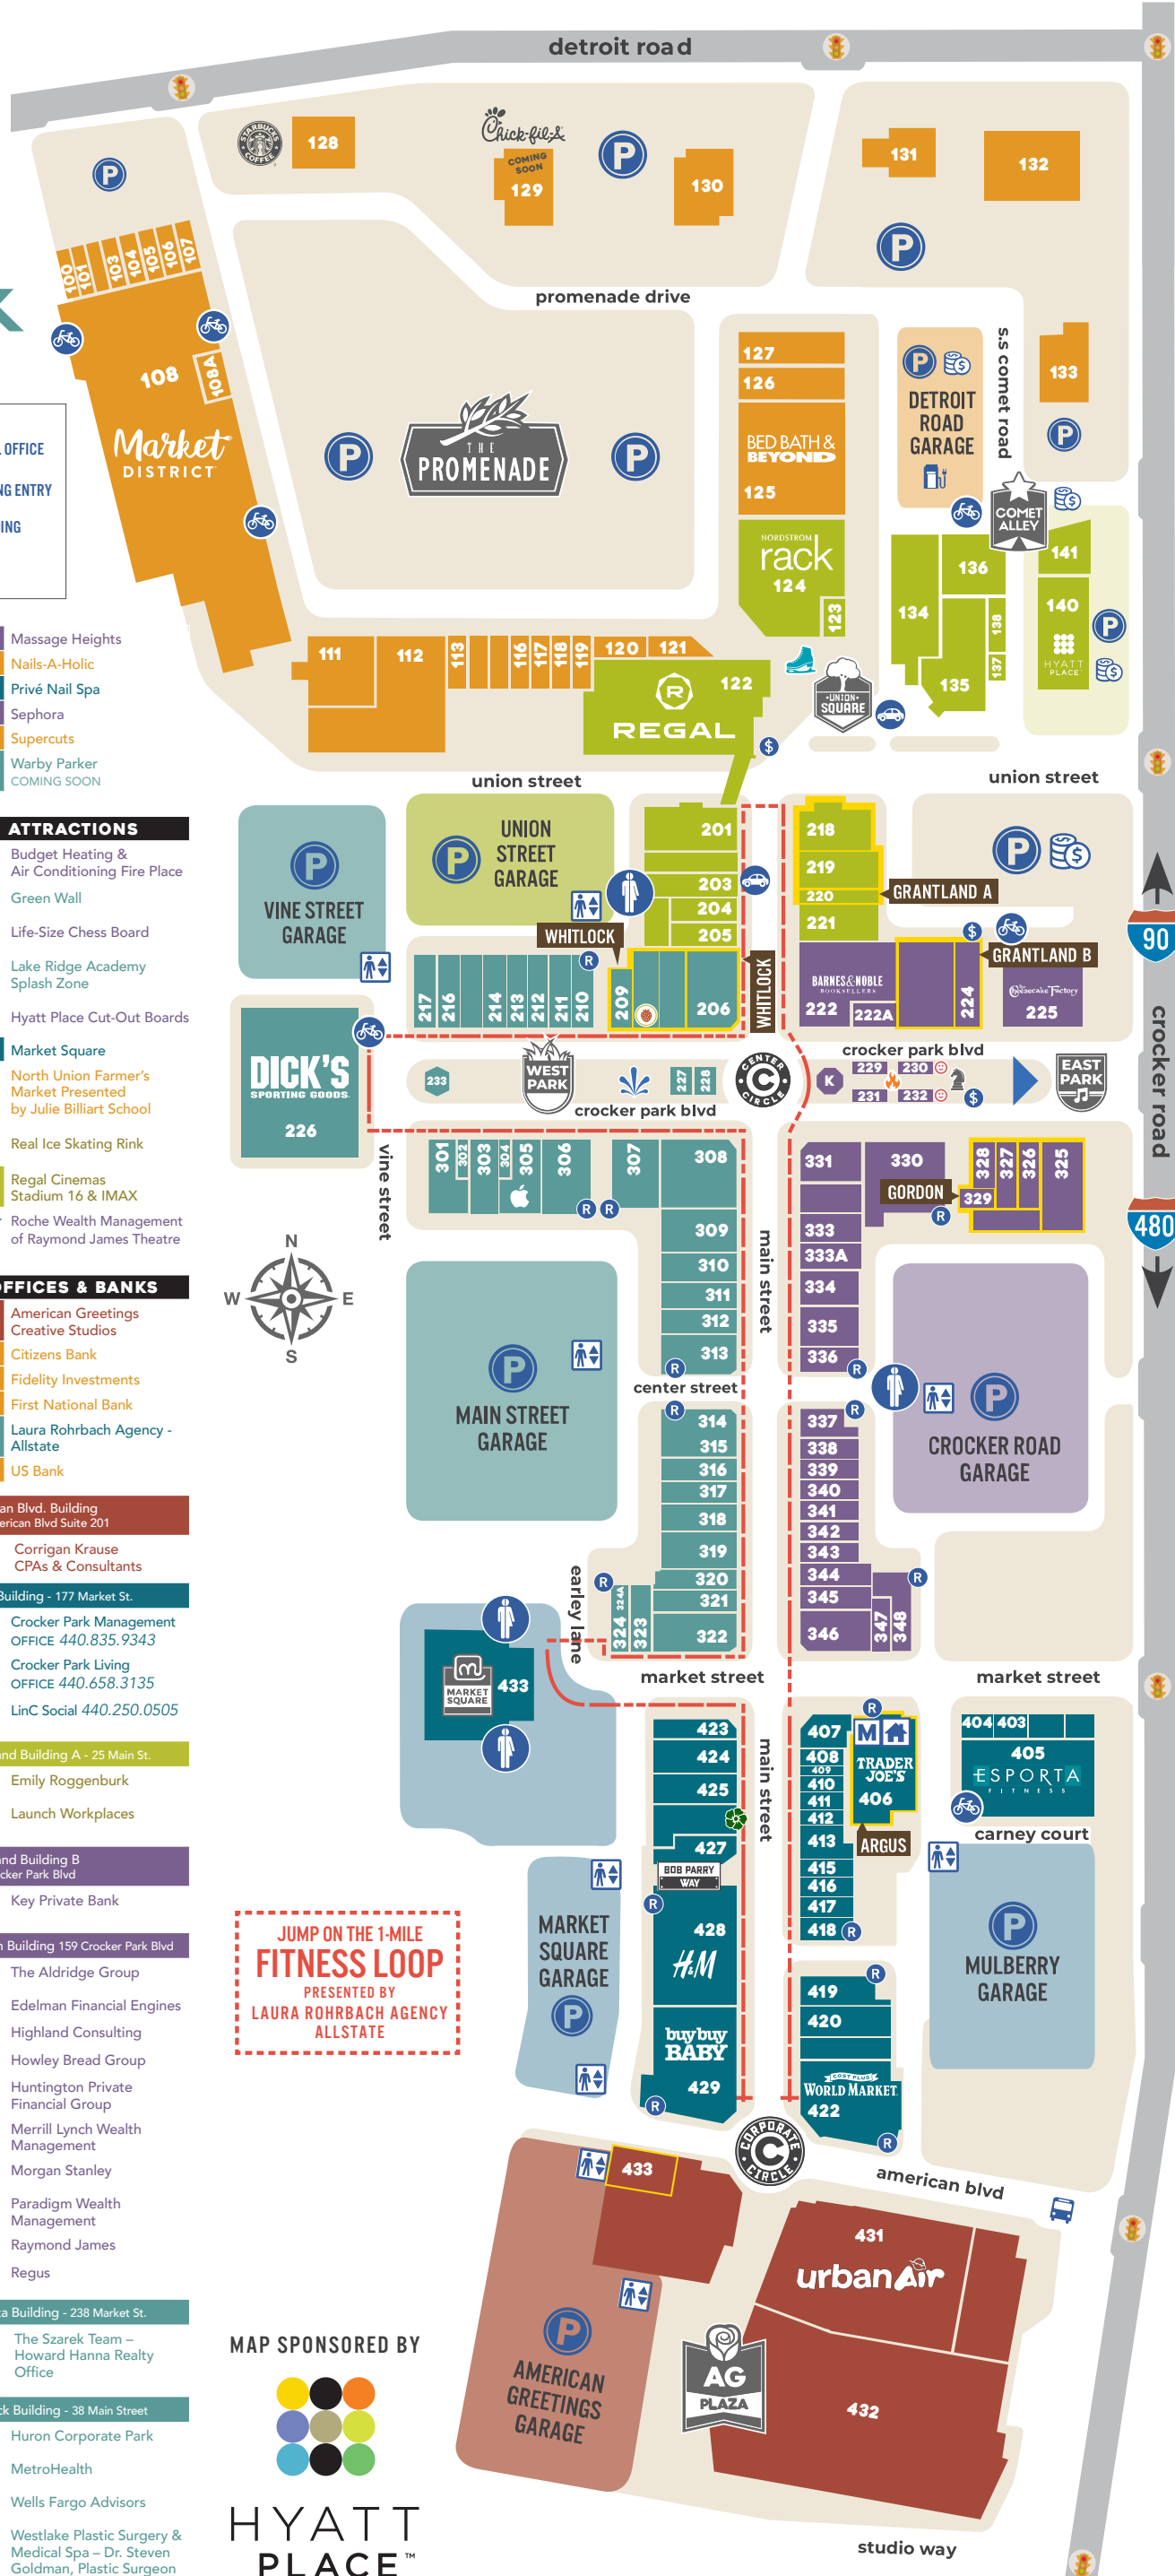 detroit road
STARBUCKS COFFEE
128
Chick-fil-A
COMING SOON
129
P
130
131
132
P
P
100
101
103
104
105
106
107
108
108A
Market
DISTRICT
promenade drive
P
THE
PROMENADE
P
127
126
BED BATH &
BEYOND
125
P
DETROIT
ROAD
GARAGE
s.s comet road
133
P
COMET
ALLEY
NORDSTROM
rack
124
123
134
136
138
137
135
141
140
HYATT
PLACE
P
111
112
113
116
117
118
119
120
121
122
R
REGAL
UNION
SQUARE
$
union street
union street
OFFICE
NG ENTRY
ING
Massage Heights
Nails-A-Holic
Privé Nail Spa
Sephora
Supercuts
Warby Parker
COMING SOON
ATTRACTIONS
Budget Heating &
Air Conditioning Fire Place
Green Wall
Life-Size Chess Board
Lake Ridge Academy
Splash Zone
Hyatt Place Cut-Out Boards
Market Square
North Union Farmer's
Market Presented
by Julie Billiart School
Real Ice Skating Rink
Regal Cinemas
Stadium 16 & IMAX
Roche Wealth Management
of Raymond James Theatre
OFFICES & BANKS
American Greetings
Creative Studios
Citizens Bank
Fidelity Investments
First National Bank
Laura Rohrbach Agency -
Allstate
US Bank
an Blvd. Building
erican Blvd Suite 201
Corrigan Krause
CPAs & Consultants
Building - 177 Market St.
Crocker Park Management
OFFICE 440.835.9343
Crocker Park Living
OFFICE 440.658.3135
LinC Social 440.250.0505
nd Building A - 25 Main St.
Emily Roggenburk
Launch Workplaces
nd Building B
cker Park Blvd
Key Private Bank
n Building 159 Crocker Park Blvd
The Aldridge Group
Edelman Financial Engines
Highland Consulting
Howley Bread Group
Huntington Private
Financial Group
Merrill Lynch Wealth
Management
Morgan Stanley
Paradigm Wealth
Management
Raymond James
Regus
a Building - 238 Market St.
The Szarek Team –
Howard Hanna Realty
Office
ck Building - 38 Main Street
Huron Corporate Park
MetroHealth
Wells Fargo Advisors
Westlake Plastic Surgery &
Medical Spa – Dr. Steven
Goldman, Plastic Surgeon
P
VINE STREET
GARAGE
P
UNION
STREET
GARAGE
201
203
204
205
WHITLOCK
WHITLOCK
218
219
220
221
GRANTLAND A
P
$
GRANTLAND B
90
217
216
214
213
212
211
210
R
209
206
BARNES & NOBLE
BOOKSELLERS
222
222A
224
The Cheesecake Factory
225
crocker road
DICK'S
SPORTING GOODS
226
233
WEST
PARK
227
228
CENTER CIRCLE
C
crocker park blvd
crocker park blvd
K
229
230
231
232
$
EAST
PARK
vine street
301
302
303
304
305
306
307
308
R
R
309
310
311
312
313
R
main street
331
330
GORDON
R
328
327
326
325
329
333
333A
334
335
336
R
480
N
W
E
S
P
MAIN STREET
GARAGE
center street
P
CROCKER ROAD
GARAGE
R
314
315
316
317
318
319
320
321
322
R
324
324A
323
R
337
338
339
340
341
342
343
344
345
346
347
348
R
earley lane
m
MARKET
SQUARE
433
market street
market street
423
424
425
427
BOB PARRY
WAY
R
428
H&M
buybuy
BABY
429
R
main street
407
408
409
410
411
412
413
415
416
417
418
R
R
M
TRADER
JOE'S
406
ARGUS
404
403
405
ESPORTA
FITNESS
carney court
P
MULBERRY
GARAGE
MARKET
SQUARE
GARAGE
P
R
419
420
COST PLUS
WORLD MARKET
422
R
JUMP ON THE 1-MILE
FITNESS LOOP
PRESENTED BY
LAURA ROHRBACH AGENCY
ALLSTATE
CORPORATE CIRCLE
C
american blvd
433
431
urban Air
432
P
AMERICAN
GREETINGS
GARAGE
AG
PLAZA
studio way
MAP SPONSORED BY
HYATT
PLACE™